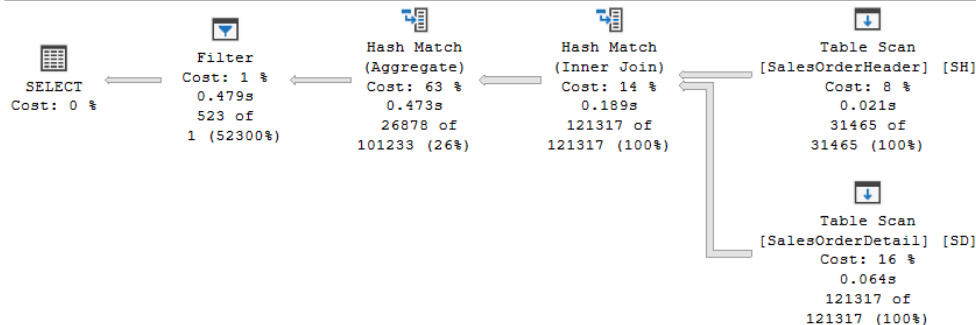 SELECT
Cost: 0 %
Filter
Cost: 1 %
0.479s
523 of
1 (52300%)
Hash Match
(Aggregate)
Cost: 63 %
0.473s
26878 of
101233 (26%)
Hash Match
(Inner Join)
Cost: 14 %
0.189s
121317 of
121317 (100%)
Table Scan
[SalesOrderHeader] [SH]
Cost: 8 %
0.021s
31465 of
31465 (100%)
Table Scan
[SalesOrderDetail] [SD]
Cost: 16 %
0.064s
121317 of
121317 (100%)